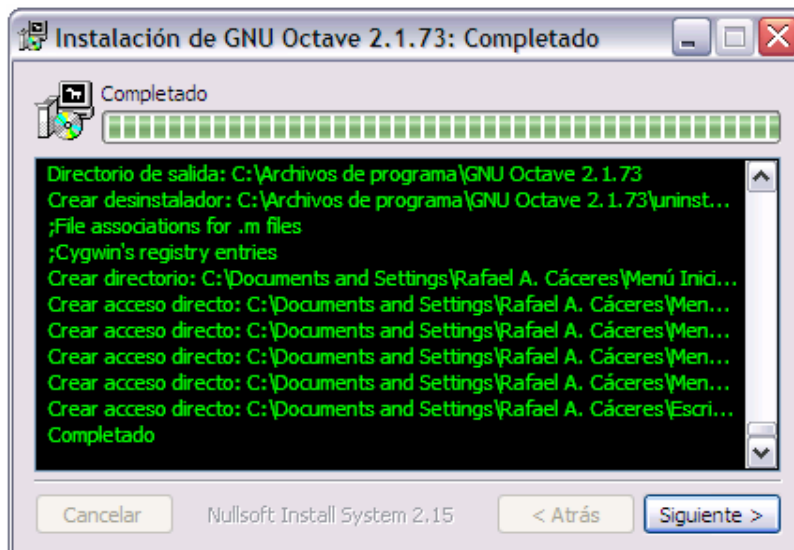 Instalación de GNU Octave 2.1.73: Completado
Completado
Directorio de salida: C:\Archivos de programa\GNU Octave 2.1.73
Crear desinstalador: C:\Archivos de programa\GNU Octave 2.1.73\uninst...
;File associations for .m files
;Cygwin's registry entries
Crear directorio: C:\Documents and Settings\Rafael A. Cáceres\Menú Inici...
Crear acceso directo: C:\Documents and Settings\Rafael A. Cáceres\Men...
Crear acceso directo: C:\Documents and Settings\Rafael A. Cáceres\Men...
Crear acceso directo: C:\Documents and Settings\Rafael A. Cáceres\Men...
Crear acceso directo: C:\Documents and Settings\Rafael A. Cáceres\Men...
Crear acceso directo: C:\Documents and Settings\Rafael A. Cáceres\Escri...
Completado
Cancelar Nullsoft Install System 2.15 < Atrás Siguiente >